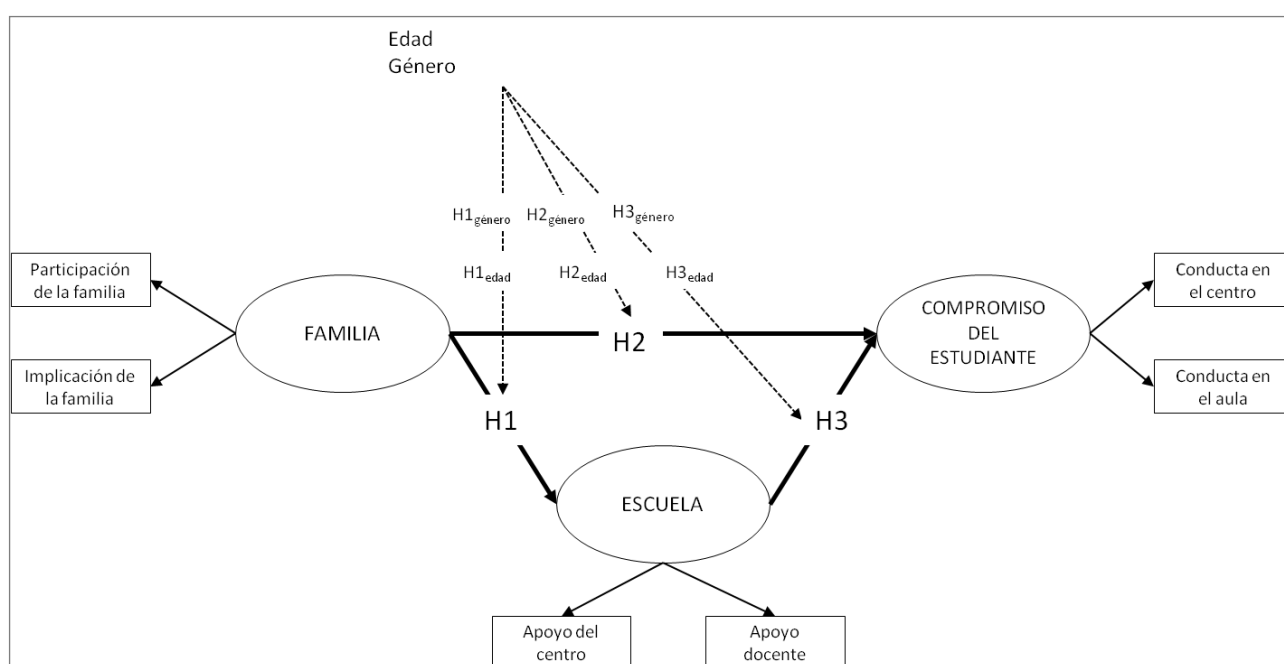 Edad
Género
H1género H2género H3género
H1edad H2edad H3edad
Participación
de la familia
FAMILIA
Implicación de
la familia
H2
COMPROMISO
DEL
ESTUDIANTE
Conducta en
el centro
Conducta en
el aula
H1
H3
ESCUELA
Apoyo del
centro
Apoyo
docente